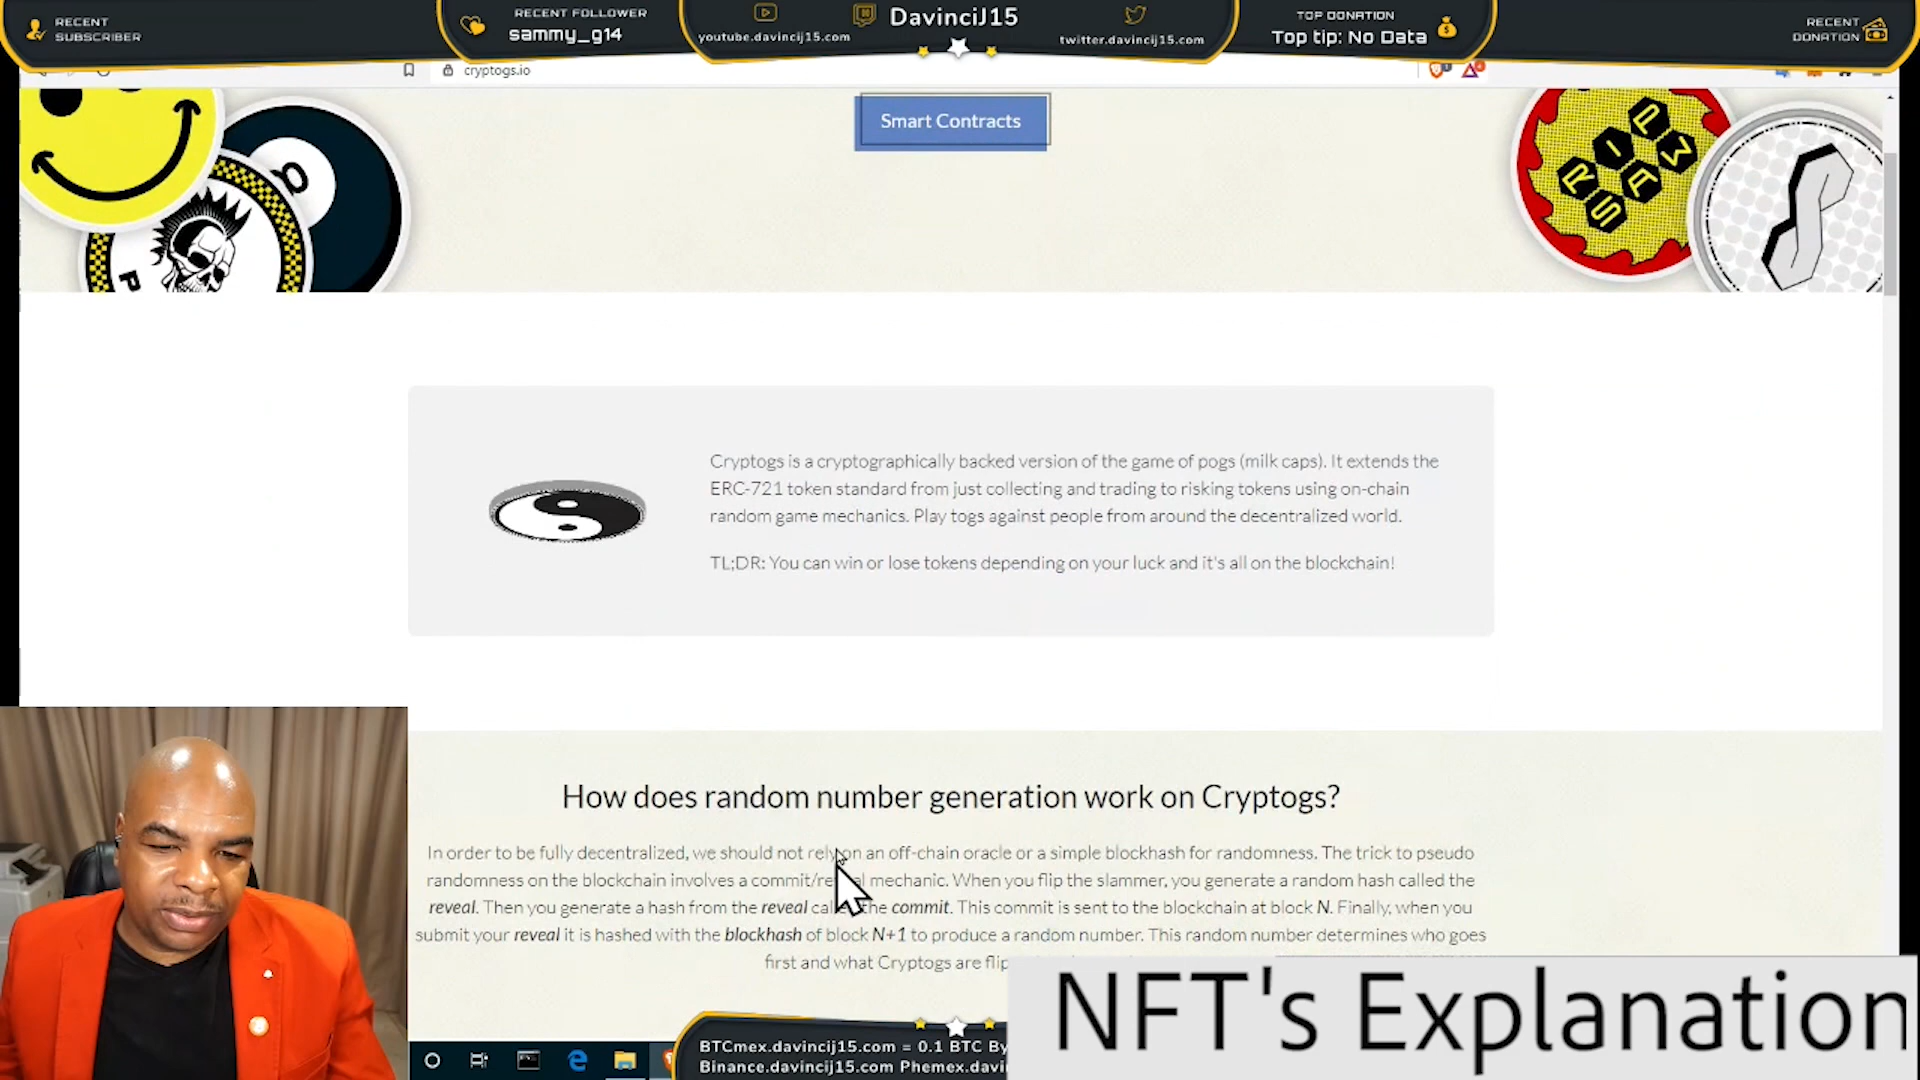 RECENT
SUBSCRIBER
RECENT FOLLOWER
sammy_g14
youtube.davincij15.com
DavinciJ15
twitter.davincij15.com
TOP DONATION
Top tip: No Data
RECENT
DONATION
cryptogs.io
Smart Contracts
8
P
RIP
SAW
Cryptogs is a cryptographically backed version of the game of pogs (milk caps). It extends the
ERC-721 token standard from just collecting and trading to risking tokens using on-chain
random game mechanics. Play togs against people from around the decentralized world.
TL;DR: You can win or lose tokens depending on your luck and it's all on the blockchain!
How does random number generation work on Cryptogs?
In order to be fully decentralized, we should not rely on an off-chain oracle or a simple blockhash for randomness. The trick to pseudo
randomness on the blockchain involves a commit/reveal mechanic. When you flip the slammer, you generate a random hash called the
reveal. Then you generate a hash from the reveal called the commit. This commit is sent to the blockchain at block N. Finally, when you
submit your reveal it is hashed with the blockhash of block N+1 to produce a random number. This random number determines who goes
first and what Cryptogs are flip
NFT's Explanation
BTCmex.davincij15.com = 0.1 BTC By
Binance.davincij15.com Phemex.davin